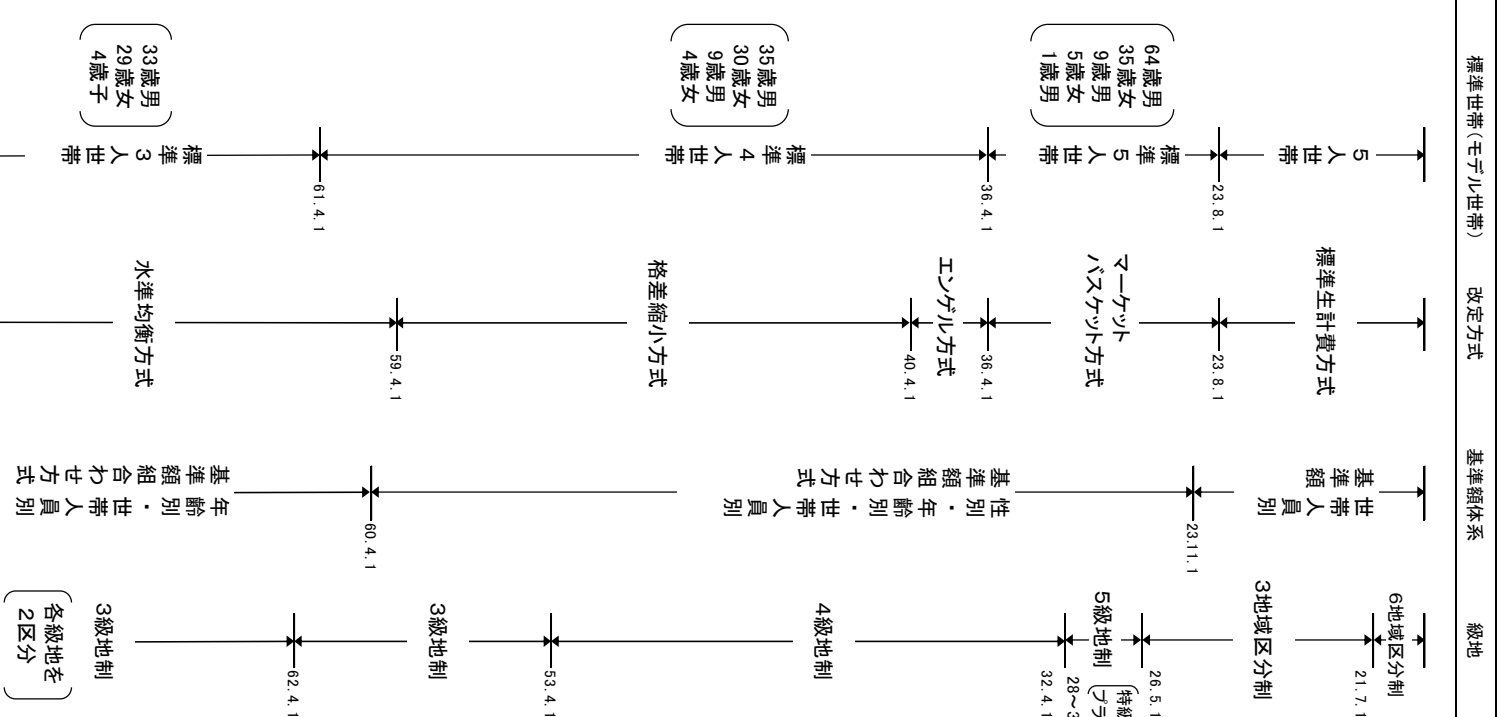 標準世帯(モデル世帯)
5人世帯
23.8.1
標準5人世帯
64歳男
35歳女
9歳男
5歳女
1歳男
36.4.1
標準4人世帯
35歳男
30歳女
9歳男
4歳女
61.4.1
標準3人世帯
33歳男
29歳女
4歳子
改定方式
標準生計費方式
23.8.1
マーケット
バスケット方式
36.4.1
エンゲル方式
40.4.1
格差縮小方式
59.4.1
水準均衡方式
基準額体系
世帯人員別
基準額
23.11.1
性別・年齢別・世帯人員別
基準額組合わせ方式
60.4.1
年齢別・世帯人員別
基準額組合わせ方式
級地
6地域区分制
21.7.1
3地域区分制
26.5.1
5級地制
特級
プラ
28～3
32.4.1
4級地制
53.4.1
3級地制
62.4.1
3級地制
各級地を
2区分